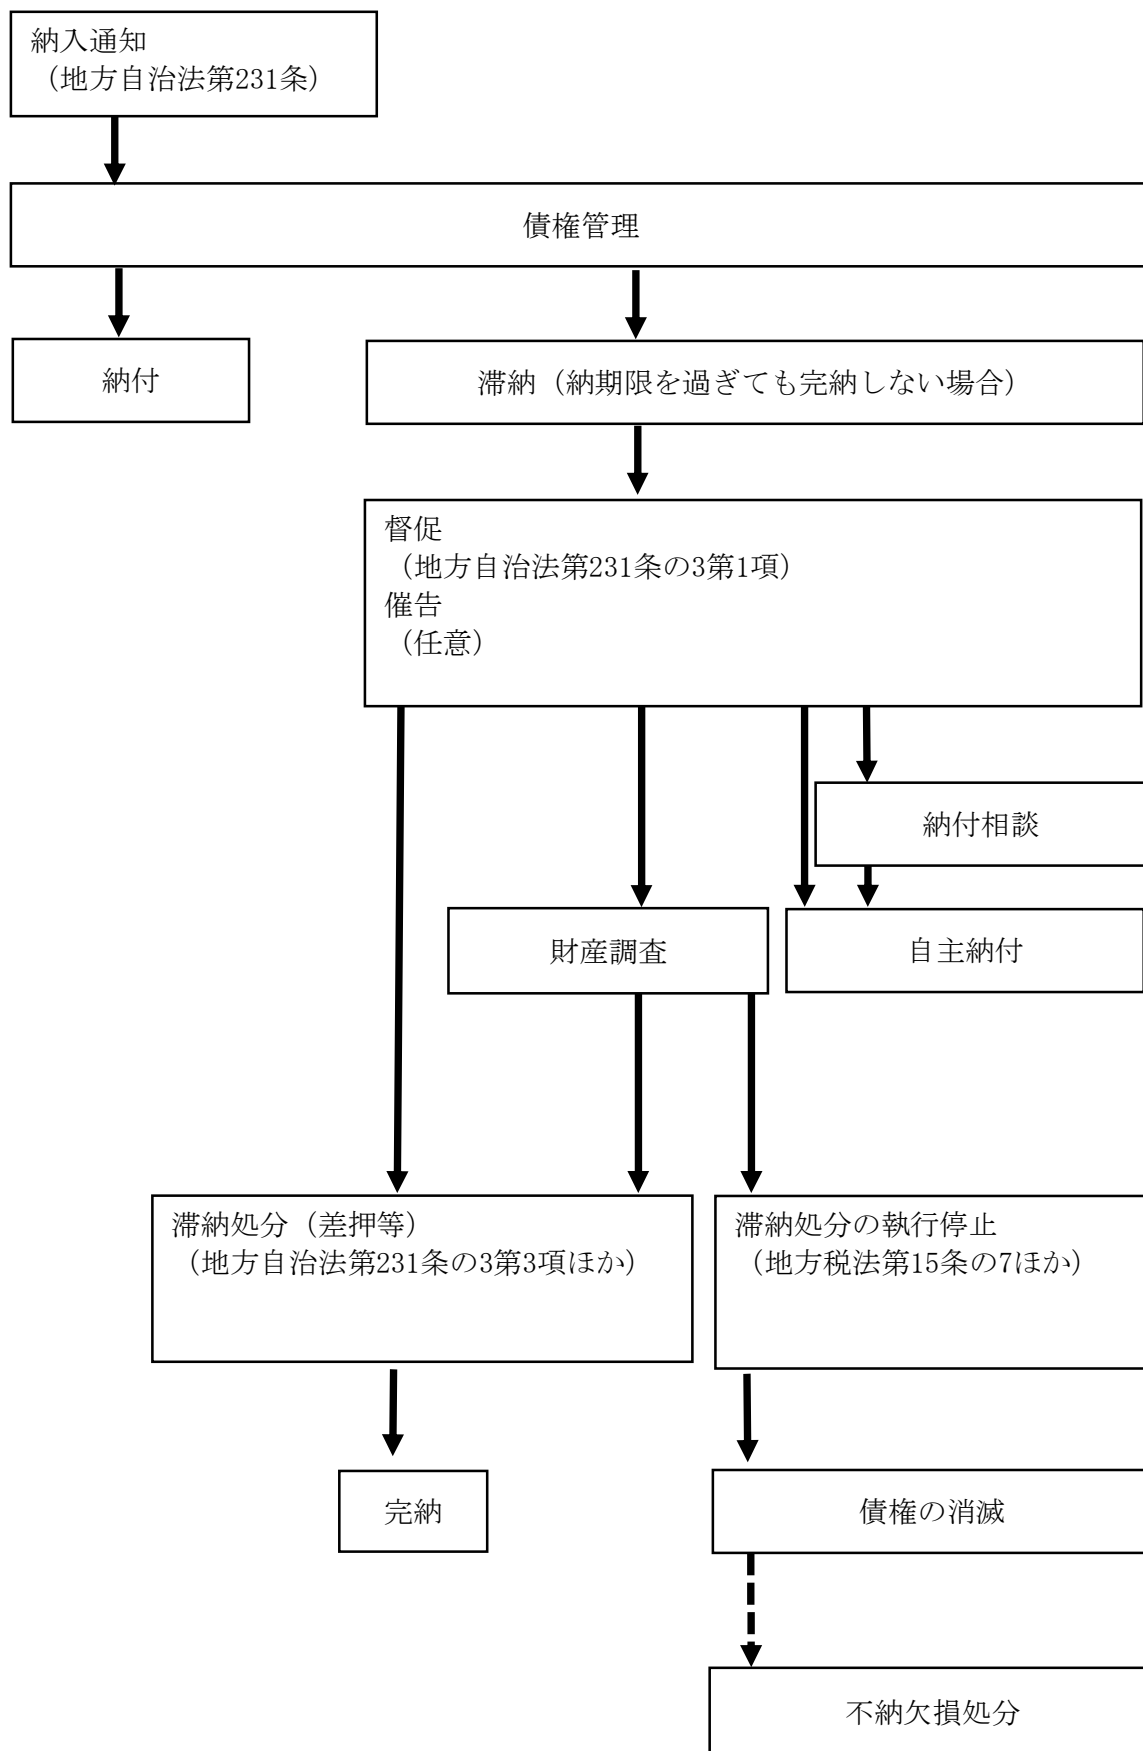 納入通知
（地方自治法第231条）
債権管理
納付
滞納（納期限を過ぎても完納しない場合）
督促
（地方自治法第231条の3第1項）
催告
（任意）
納付相談
財産調査
自主納付
滞納処分（差押等）
（地方自治法第231条の3第3項ほか）
滞納処分の執行停止
（地方税法第15条の7ほか）
完納
債権の消滅
不納欠損処分